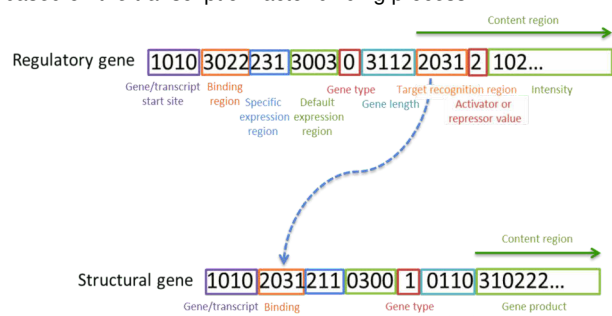 Content region
Regulatory gene 1010 3022 231 3003 0 3112 2031 2 102...
Gene/transcript start site
Binding region
Specific expression region
Default expression region
Gene type
Gene length
Target recognition region
Activator or repressor value
Intensity
Content region
Structural gene 1010 2031 211 0300 1 0110 310222...
Gene/transcript Binding Gene type Gene product